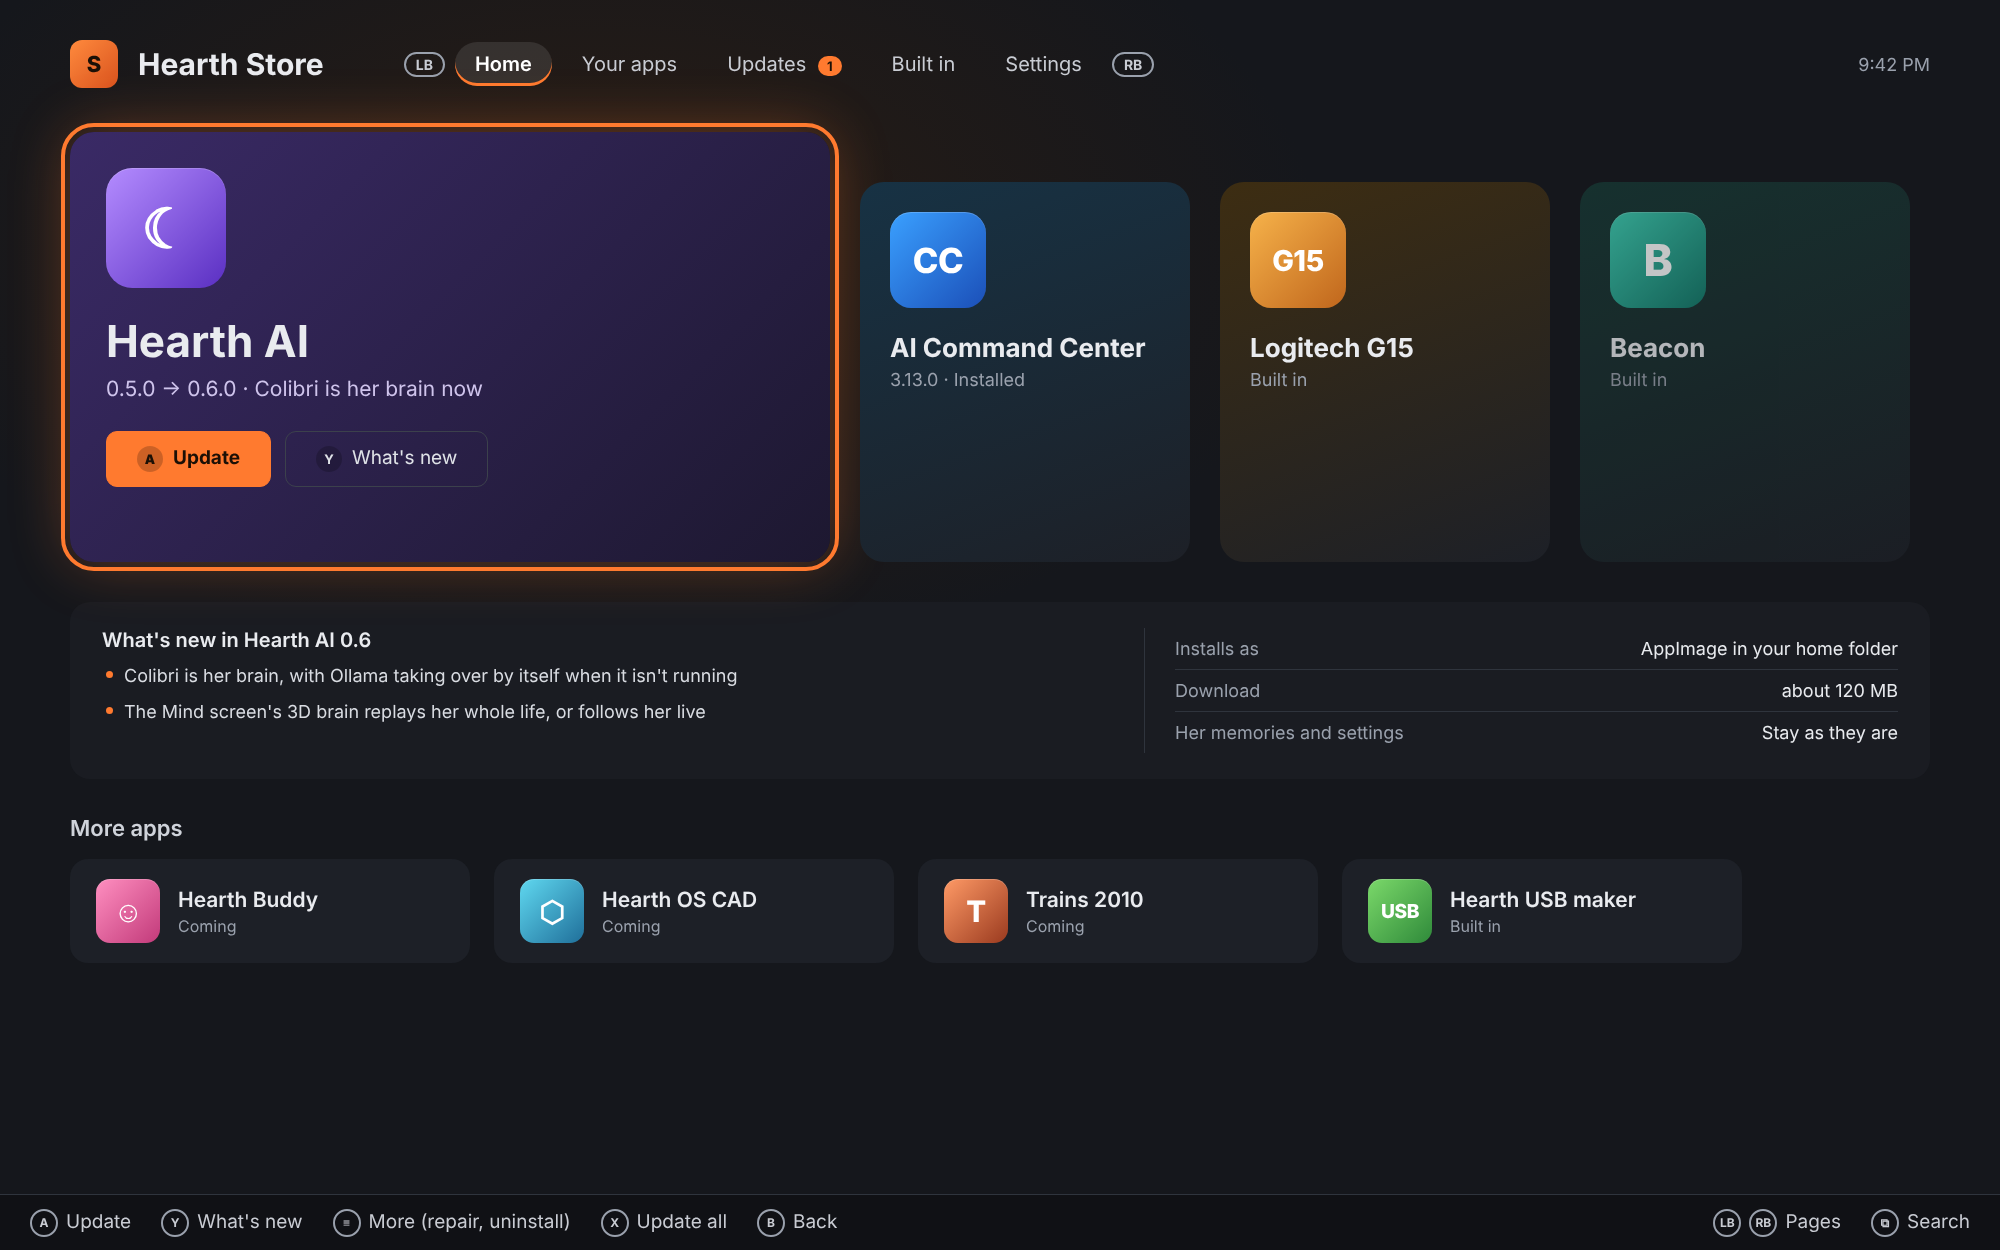 S Hearth Store LB Home Your apps Updates 1 Built in Settings RB 9:42 PM
Hearth AI
0.5.0 → 0.6.0 · Colibri is her brain now
A Update Y What's new
CC
AI Command Center
3.13.0 · Installed
G15
Logitech G15
Built in
B
Beacon
Built in
What's new in Hearth AI 0.6
Colibri is her brain, with Ollama taking over by itself when it isn't running
The Mind screen's 3D brain replays her whole life, or follows her live
Installs as AppImage in your home folder
Download about 120 MB
Her memories and settings Stay as they are
More apps
Hearth Buddy
Coming
Hearth OS CAD
Coming
T
Trains 2010
Coming
USB
Hearth USB maker
Built in
A Update Y What's new ≡ More (repair, uninstall) X Update all B Back LB RB Pages Search